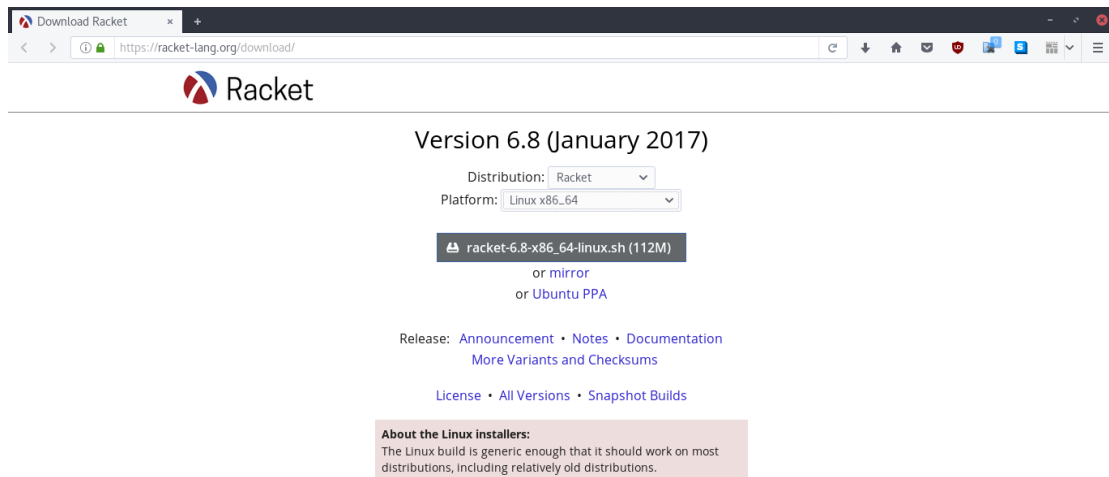 Download Racket
https://racket-lang.org/download/
Racket
Version 6.8 (January 2017)
Distribution: Racket
Platform: Linux x86_64
racket-6.8-x86_64-linux.sh (112M)
or mirror
or Ubuntu PPA
Release: Announcement • Notes • Documentation
More Variants and Checksums
License • All Versions • Snapshot Builds
About the Linux installers:
The Linux build is generic enough that it should work on most
distributions, including relatively old distributions.